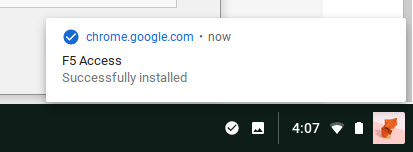 chrome.google.com • now
F5 Access
Successfully installed
4:07